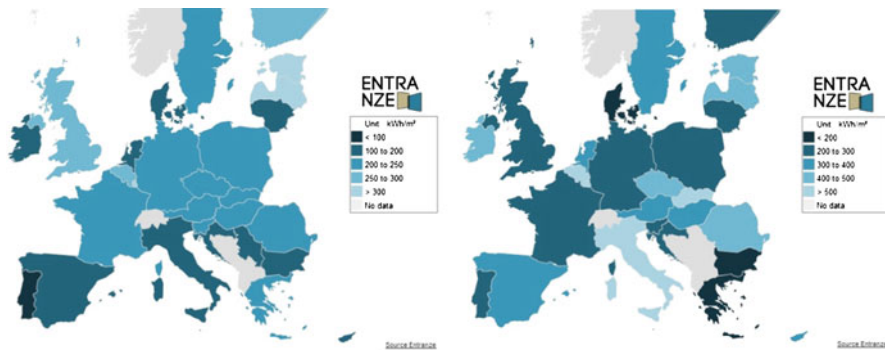 ENTRA
NZE
Unit kWh/m²
< 100
100 to 200
200 to 250
250 to 300
> 300
No data
Source Entranze
ENTRA
NZE
Unit kWh/m²
< 200
200 to 300
300 to 400
400 to 500
> 500
No data
Source Entranze